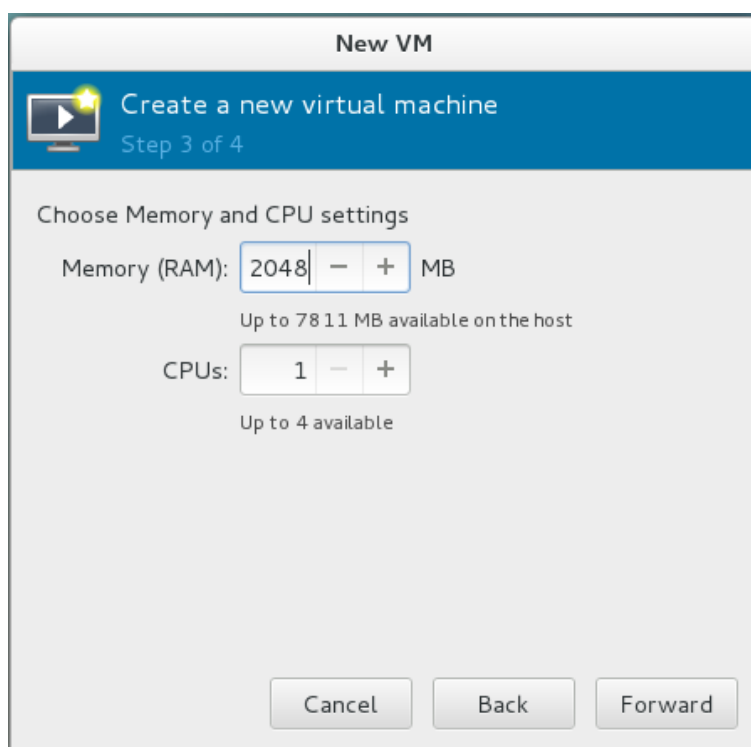 New VM
Create a new virtual machine
Step 3 of 4
Choose Memory and CPU settings
Memory (RAM): 2048 − + MB
Up to 7811 MB available on the host
CPUs: 1 − +
Up to 4 available
Cancel Back Forward